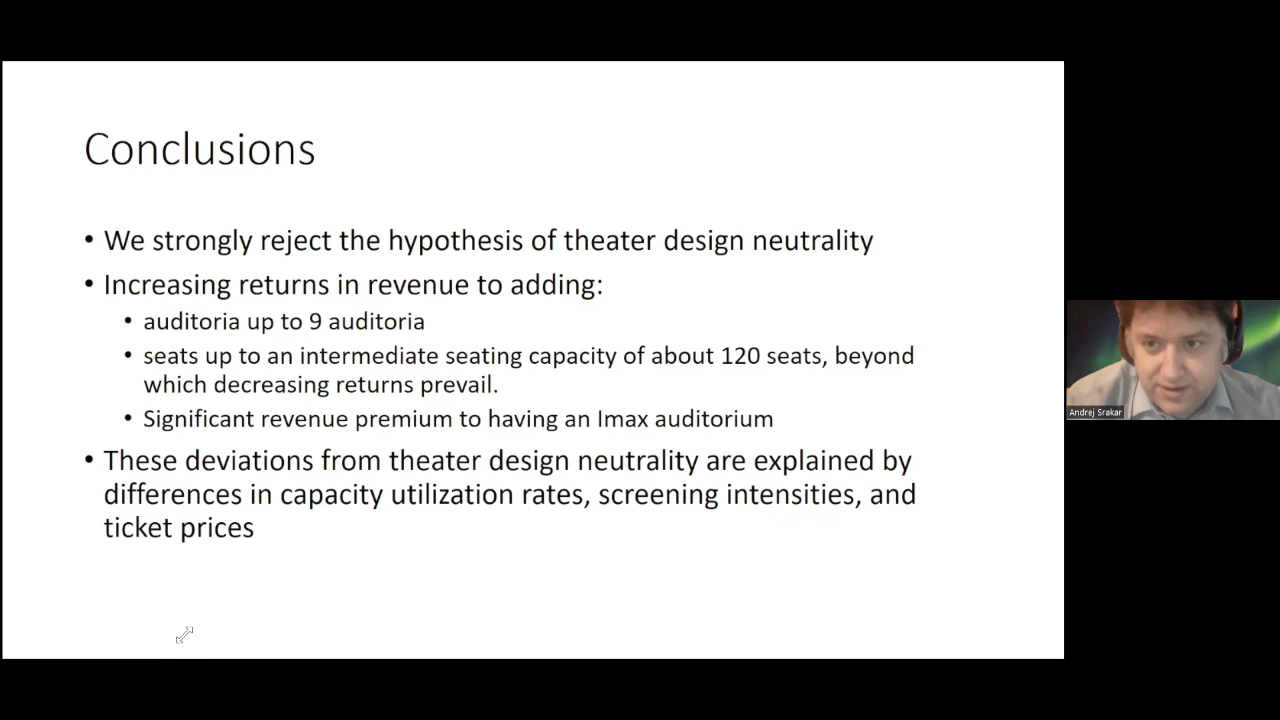 Conclusions
• We strongly reject the hypothesis of theater design neutrality
• Increasing returns in revenue to adding:
• auditoria up to 9 auditoria
• seats up to an intermediate seating capacity of about 120 seats, beyond
which decreasing returns prevail.
• Significant revenue premium to having an Imax auditorium
• These deviations from theater design neutrality are explained by
differences in capacity utilization rates, screening intensities, and
ticket prices
Andrej Srakar